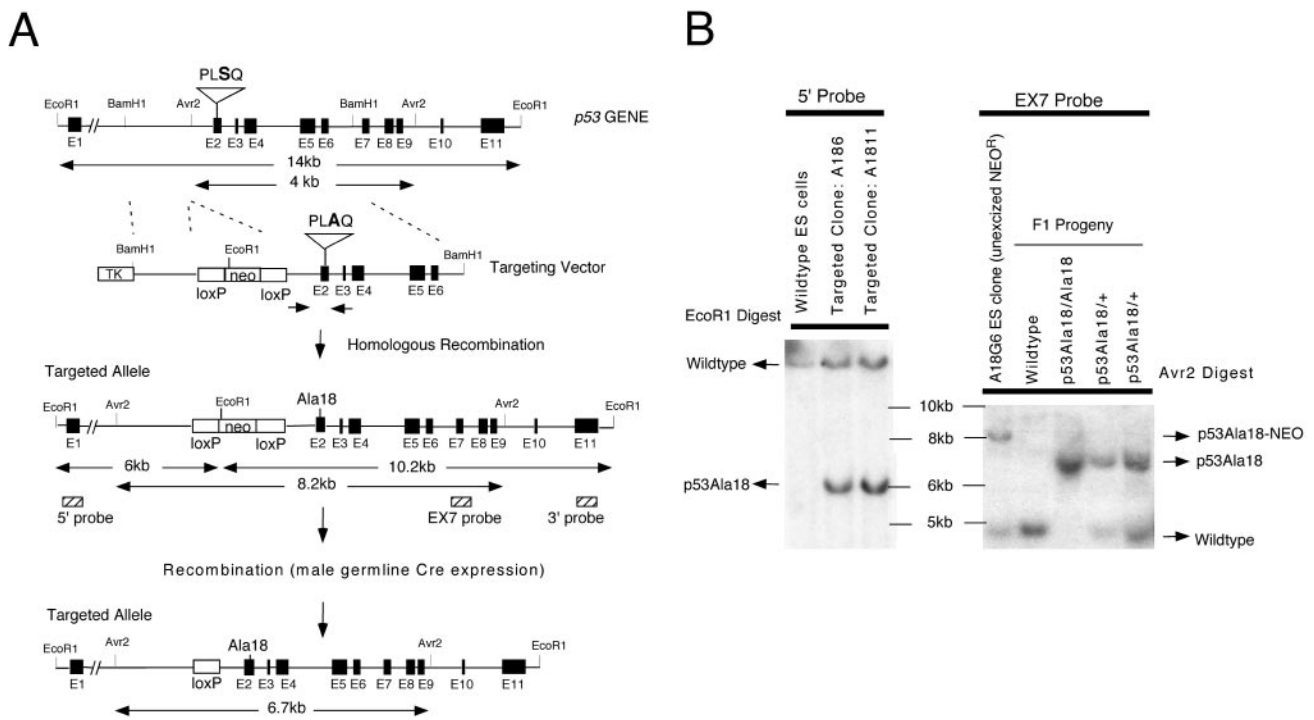 A
PLSQ
EcoR1 BamH1 Avr2 BamH1 Avr2 EcoR1
p53 GENE
E1 E2 E3 E4 E5 E6 E7 E8 E9 E10 E11
14kb
4 kb
PLAQ
BamH1 EcoR1 BamH1
TK neo Targeting Vector
loxP loxP E2 E3 E4 E5 E6
Homologous Recombination
Targeted Allele
EcoR1 Avr2 EcoR1 Ala18 Avr2 EcoR1
neo
E1 loxP loxP E2 E3 E4 E5 E6 E7 E8 E9 E10 E11
6kb 10.2kb
8.2kb
5' probe EX7 probe 3' probe
Recombination (male germline Cre expression)
Targeted Allele
EcoR1 Avr2 Ala18 Avr2 EcoR1
E1 loxP E2 E3 E4 E5 E6 E7 E8 E9 E10 E11
6.7kb
B
5' Probe
Wildtype ES cells
Targeted Clone: A186
Targeted Clone: A1811
EcoR1 Digest
Wildtype
p53Ala18
EX7 Probe
A18G6 ES clone (unexcized NEOR)
F1 Progeny
Wildtype
p53Ala18/Ala18
p53Ala18/+
p53Ala18/+
Avr2 Digest
10kb
8kb
6kb
5kb
p53Ala18-NEO
p53Ala18
Wildtype